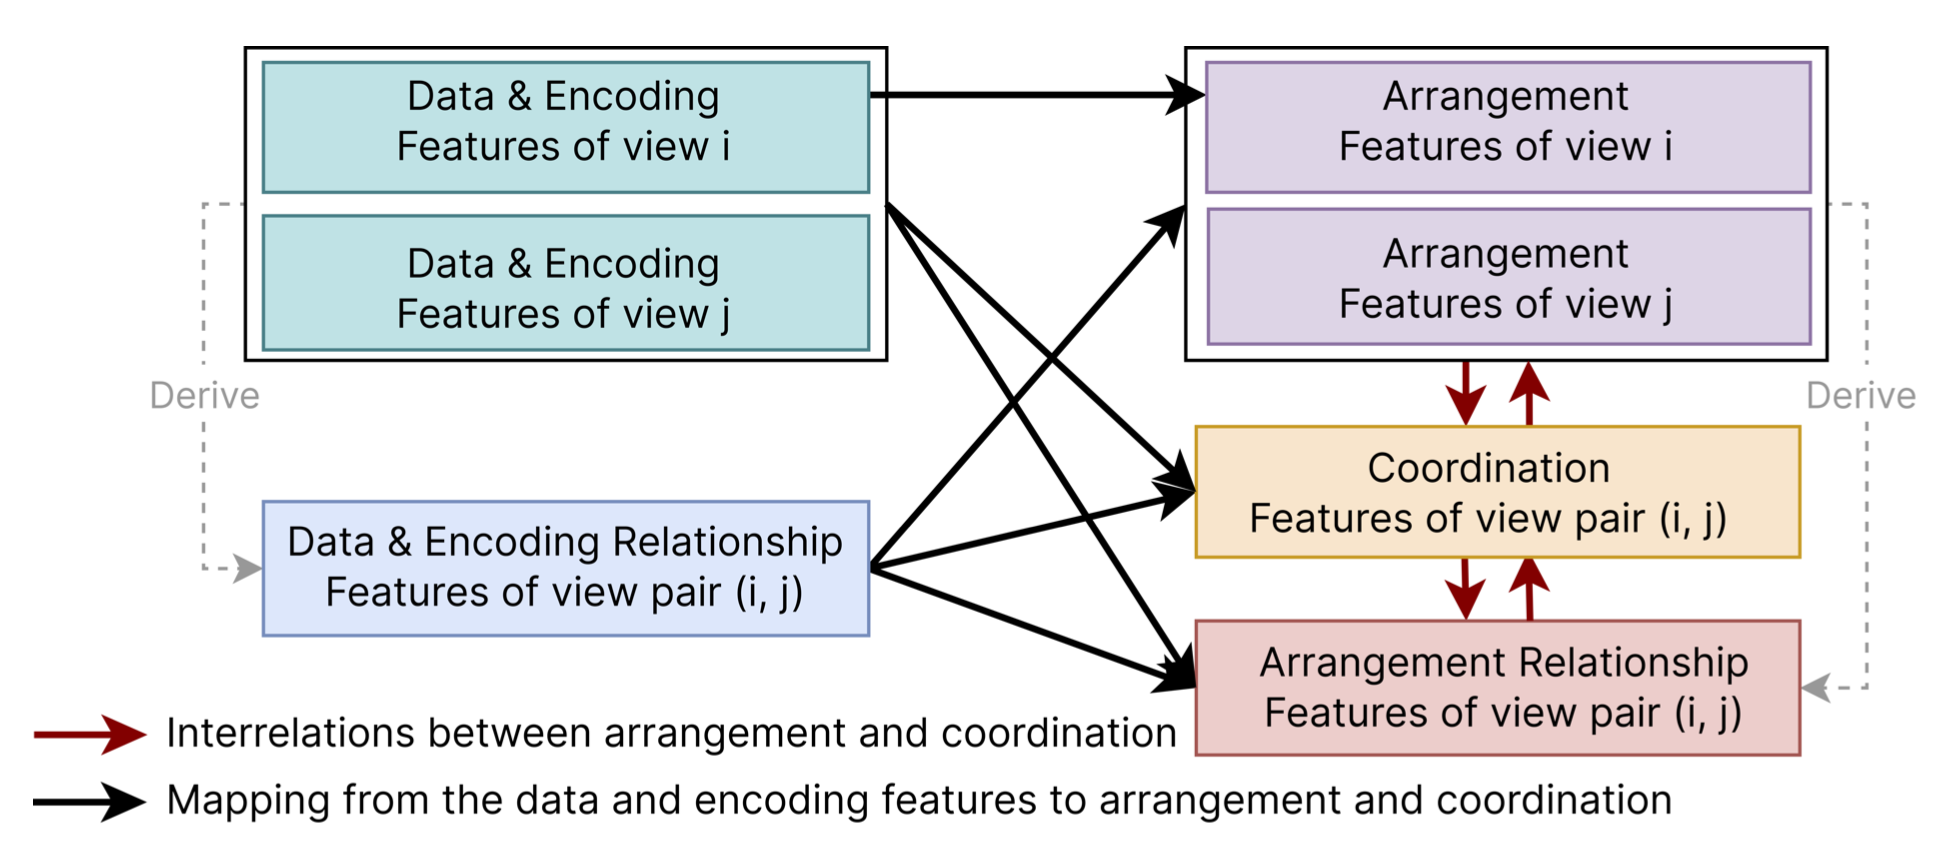 Data & Encoding
Features of view i
Data & Encoding
Features of view j
Arrangement
Features of view i
Arrangement
Features of view j
Derive
Derive
Data & Encoding Relationship
Features of view pair (i, j)
Coordination
Features of view pair (i, j)
Arrangement Relationship
Features of view pair (i, j)
Interrelations between arrangement and coordination
Mapping from the data and encoding features to arrangement and coordination